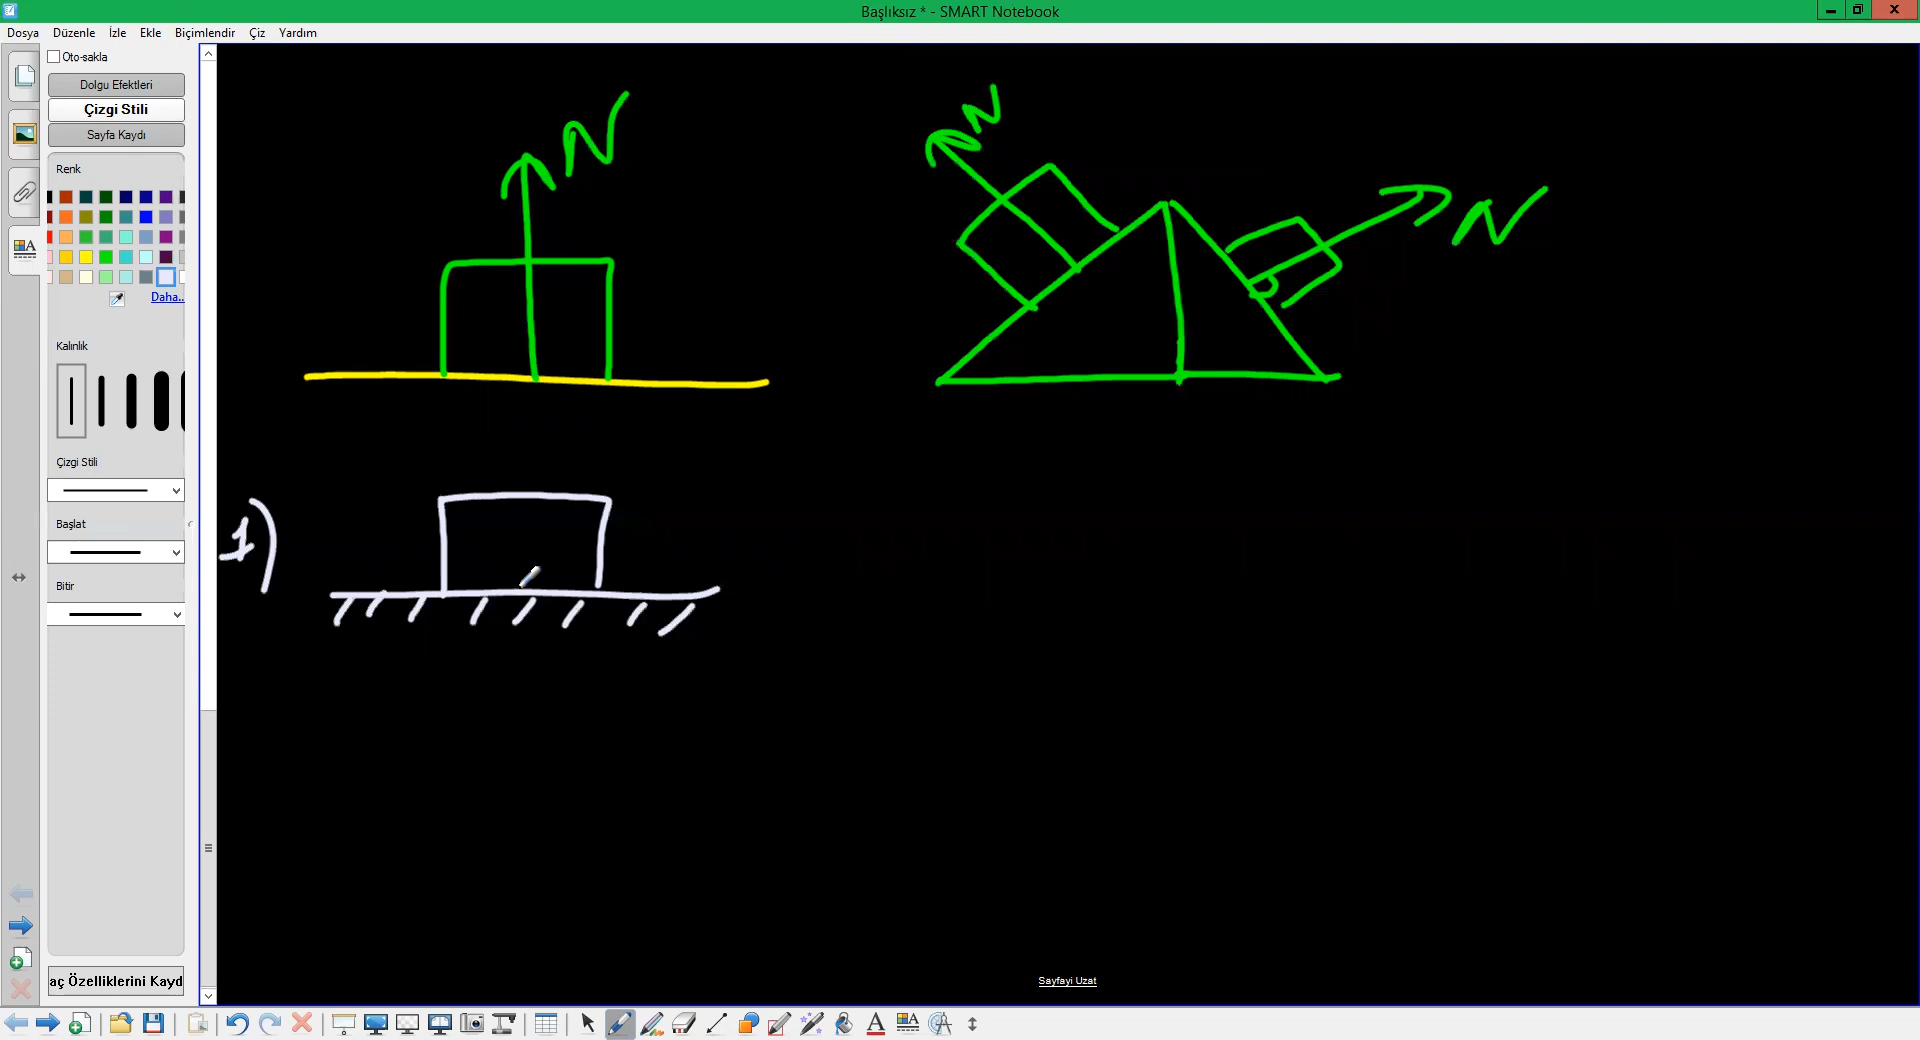 Başlıksız * - SMART Notebook
Dosya Düzenle İzle Ekle Biçimlendir Çiz Yardım
Oto-sakla
Dolgu Efektleri
Çizgi Stili
Sayfa Kaydı
Renk
Daha..
Kalınlık
Çizgi Stili
Başlat
Bitir
aç Özelliklerini Kayd
N
N
N
1)
Sayfayi Uzat